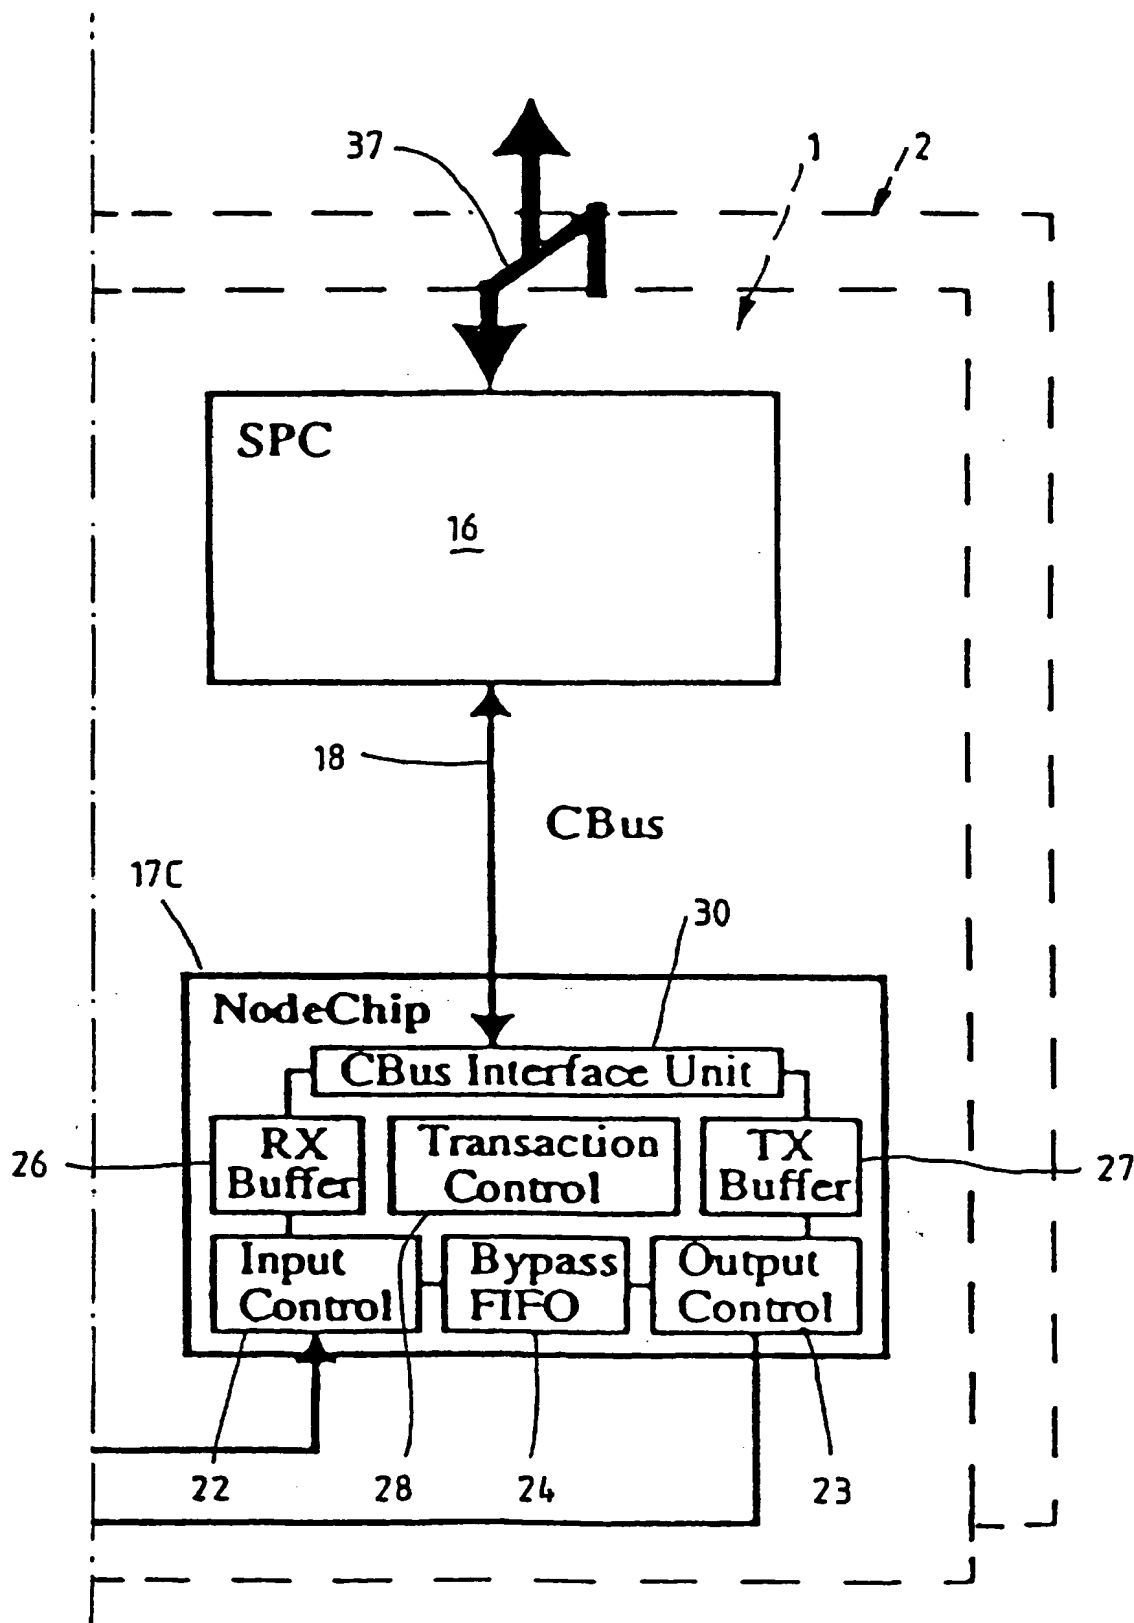 37
1
2
SPC
16
18
CBus
17C
30
NodeChip
CBus Interface Unit
RX
Buffer
Transaction
Control
TX
Buffer
26
27
Input
Control
Bypass
FIFO
Output
Control
22
28
24
23